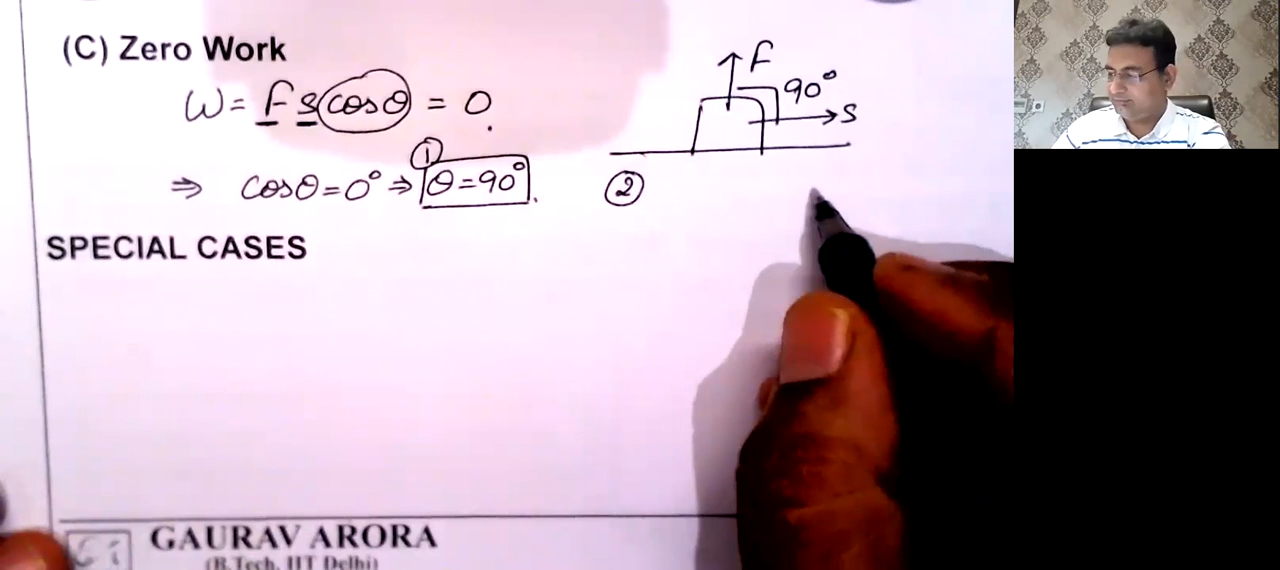 (C) Zero Work
W = F s cosθ = 0.
⇒ cosθ = 0° ⇒ θ = 90°.
①
F
90°
S
②
SPECIAL CASES
GAURAV ARORA
(B.Tech, IIT Delhi)